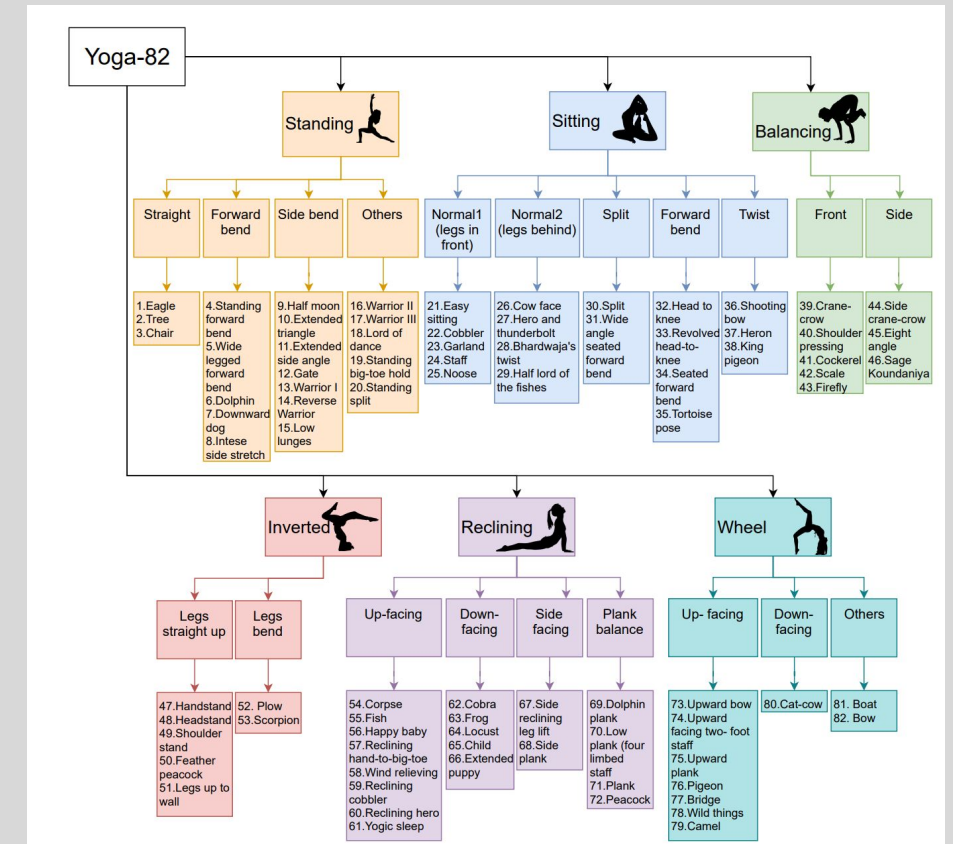 Yoga-82
Standing
Sitting
Balancing
Straight
Forward
bend
Side bend
Others
Normal1
(legs in
front)
Normal2
(legs behind)
Split
Forward
bend
Twist
Front
Side
1.Eagle
2.Tree
3.Chair
4.Standing
forward
bend
5.Wide
legged
forward
bend
6.Dolphin
7.Downward
dog
8.Intese
side stretch
9.Half moon
10.Extended
triangle
11.Extended
side angle
12.Gate
13.Warrior I
14.Reverse
Warrior
15.Low
lunges
16.Warrior II
17.Warrior III
18.Lord of
dance
19.Standing
big-toe hold
20.Standing
split
21.Easy
sitting
22.Cobbler
23.Garland
24.Staff
25.Noose
26.Cow face
27.Hero and
thunderbolt
28.Bhardwaja's
twist
29.Half lord of
the fishes
30.Split
31.Wide
angle
seated
forward
bend
32.Head to
knee
33.Revolved
head-to-
knee
34.Seated
forward
bend
35.Tortoise
pose
36.Shooting
bow
37.Heron
38.King
pigeon
39.Crane-
crow
40.Shoulder
pressing
41.Cockerel
42.Scale
43.Firefly
44.Side
crane-crow
45.Eight
angle
46.Sage
Koundaniya
Inverted
Reclining
Wheel
Legs
straight up
Legs
bend
Up-facing
Down-
facing
Side
facing
Plank
balance
Up- facing
Down-
facing
Others
47.Handstand
48.Headstand
49.Shoulder
stand
50.Feather
peacock
51.Legs up to
wall
52. Plow
53.Scorpion
54.Corpse
55.Fish
56.Happy baby
57.Reclining
hand-to-big-toe
58.Wind relieving
59.Reclining
cobbler
60.Reclining hero
61.Yogic sleep
62.Cobra
63.Frog
64.Locust
65.Child
66.Extended
puppy
67.Side
reclining
leg lift
68.Side
plank
69.Dolphin
plank
70.Low
plank (four
limbed
staff
71.Plank
72.Peacock
73.Upward bow
74.Upward
facing two- foot
staff
75.Upward
plank
76.Pigeon
77.Bridge
78.Wild things
79.Camel
80.Cat-cow
81. Boat
82. Bow